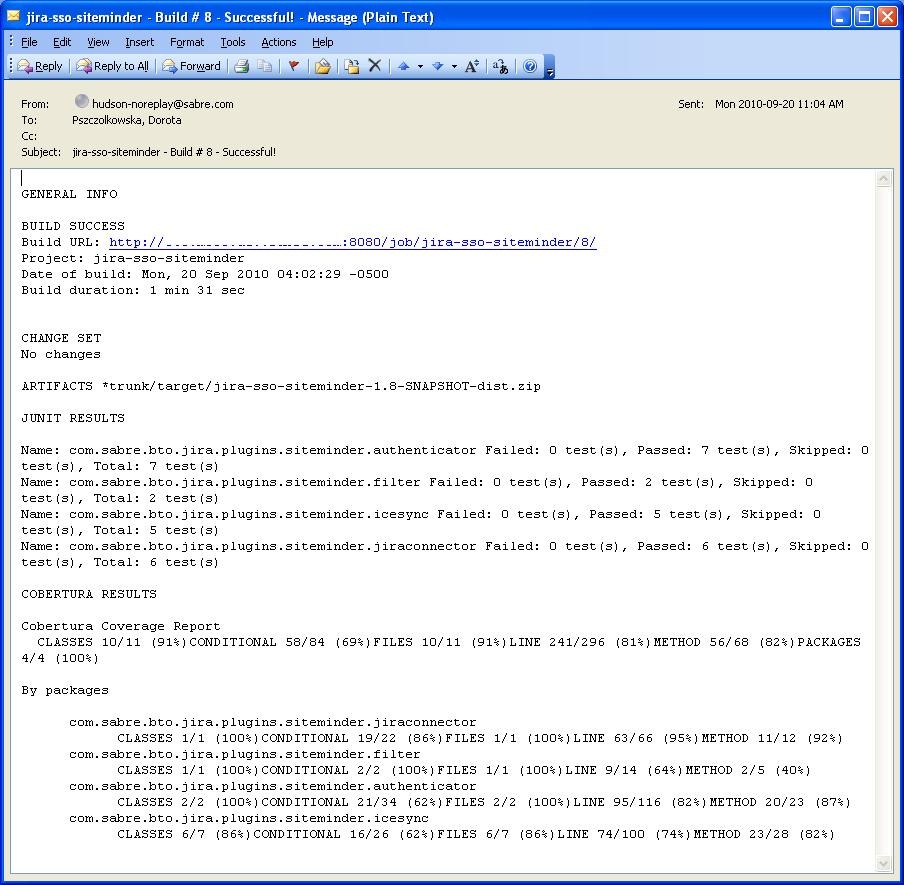 jira-sso-siteminder - Build # 8 - Successful! - Message (Plain Text)
File Edit View Insert Format Tools Actions Help
Reply Reply to All Forward
From: hudson-noreplay@sabre.com Sent: Mon 2010-09-20 11:04 AM
To: Pszczolkowska, Dorota
Cc:
Subject: jira-sso-siteminder - Build # 8 - Successful!
GENERAL INFO
BUILD SUCCESS
Build URL: http:// :8080/job/jira-sso-siteminder/8/
Project: jira-sso-siteminder
Date of build: Mon, 20 Sep 2010 04:02:29 -0500
Build duration: 1 min 31 sec
CHANGE SET
No changes
ARTIFACTS *trunk/target/jira-sso-siteminder-1.8-SNAPSHOT-dist.zip
JUNIT RESULTS
Name: com.sabre.bto.jira.plugins.siteminder.authenticator Failed: 0 test(s), Passed: 7 test(s), Skipped: 0
test(s), Total: 7 test(s)
Name: com.sabre.bto.jira.plugins.siteminder.filter Failed: 0 test(s), Passed: 2 test(s), Skipped: 0
test(s), Total: 2 test(s)
Name: com.sabre.bto.jira.plugins.siteminder.icesync Failed: 0 test(s), Passed: 5 test(s), Skipped: 0
test(s), Total: 5 test(s)
Name: com.sabre.bto.jira.plugins.siteminder.jiraconnector Failed: 0 test(s), Passed: 6 test(s), Skipped: 0
test(s), Total: 6 test(s)
COBERTURA RESULTS
Cobertura Coverage Report
CLASSES 10/11 (91%)CONDITIONAL 58/84 (69%)FILES 10/11 (91%)LINE 241/296 (81%)METHOD 56/68 (82%)PACKAGES
4/4 (100%)
By packages
com.sabre.bto.jira.plugins.siteminder.jiraconnector
CLASSES 1/1 (100%)CONDITIONAL 19/22 (86%)FILES 1/1 (100%)LINE 63/66 (95%)METHOD 11/12 (92%)
com.sabre.bto.jira.plugins.siteminder.filter
CLASSES 1/1 (100%)CONDITIONAL 2/2 (100%)FILES 1/1 (100%)LINE 9/14 (64%)METHOD 2/5 (40%)
com.sabre.bto.jira.plugins.siteminder.authenticator
CLASSES 2/2 (100%)CONDITIONAL 21/34 (62%)FILES 2/2 (100%)LINE 95/116 (82%)METHOD 20/23 (87%)
com.sabre.bto.jira.plugins.siteminder.icesync
CLASSES 6/7 (86%)CONDITIONAL 16/26 (62%)FILES 6/7 (86%)LINE 74/100 (74%)METHOD 23/28 (82%)